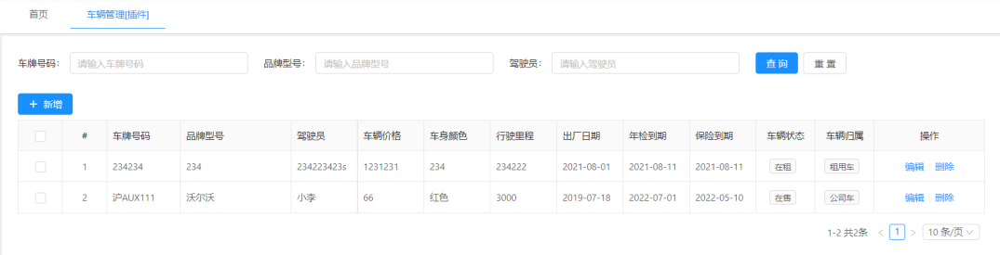 首页 车辆管理[插件]
车牌号码: 请输入车牌号码 品牌型号: 请输入品牌型号 驾驶员: 请输入驾驶员 查 询 重 置
+ 新增
# 车牌号码 品牌型号 驾驶员 车辆价格 车身颜色 行驶里程 出厂日期 年检到期 保险到期 车辆状态 车辆归属 操作
1 234234 234 234223423s 1231231 234 234222 2021-08-01 2021-08-11 2021-08-11 在租 租用车 编辑 删除
2 沪AUX111 沃尔沃 小李 66 红色 3000 2019-07-18 2022-07-01 2022-05-10 在售 公司车 编辑 删除
1-2 共2条 < 1 > 10 条/页